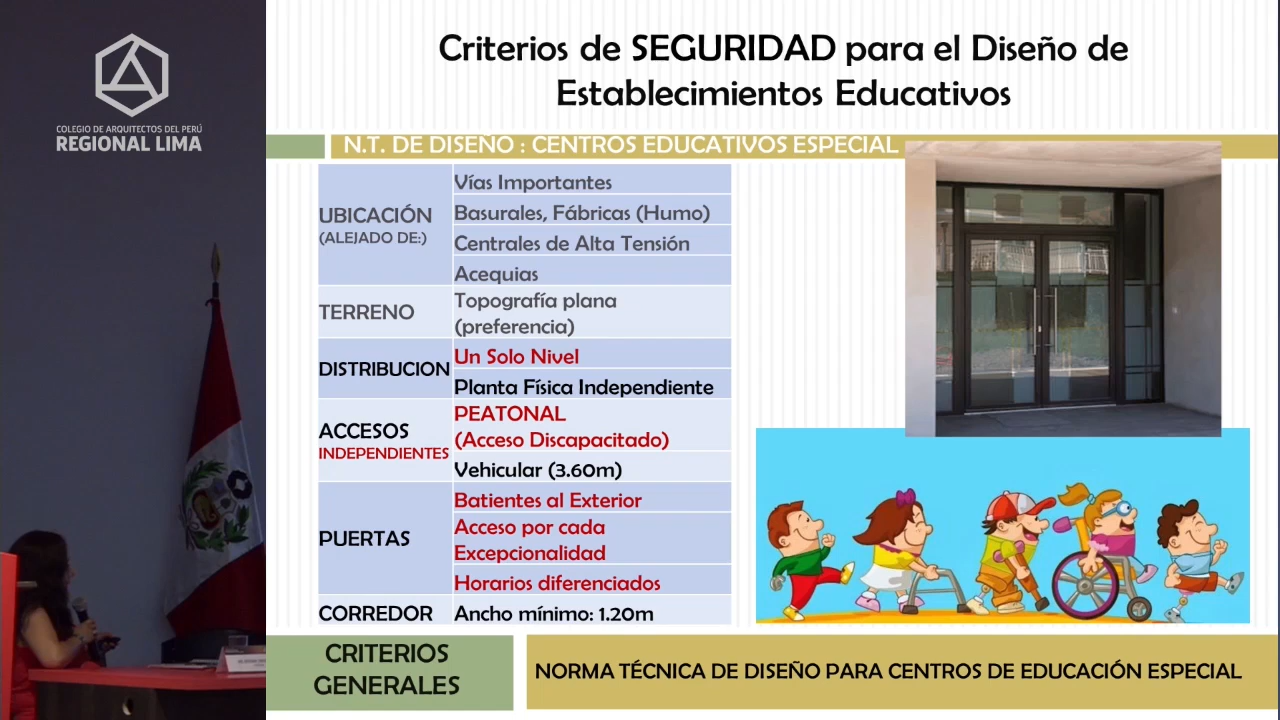 COLEGIO DE ARQUITECTOS DEL PERÚ
REGIONAL LIMA
Criterios de SEGURIDAD para el Diseño de
Establecimientos Educativos
N.T. DE DISEÑO : CENTROS EDUCATIVOS ESPECIAL
UBICACIÓN
(ALEJADO DE:)
Vías Importantes
Basurales, Fábricas (Humo)
Centrales de Alta Tensión
Acequias
TERRENO
Topografía plana
(preferencia)
DISTRIBUCION
Un Solo Nivel
Planta Física Independiente
ACCESOS
INDEPENDIENTES
PEATONAL
(Acceso Discapacitado)
Vehicular (3.60m)
PUERTAS
Batientes al Exterior
Acceso por cada
Excepcionalidad
Horarios diferenciados
CORREDOR
Ancho mínimo: 1.20m
CRITERIOS
GENERALES
NORMA TÉCNICA DE DISEÑO PARA CENTROS DE EDUCACIÓN ESPECIAL